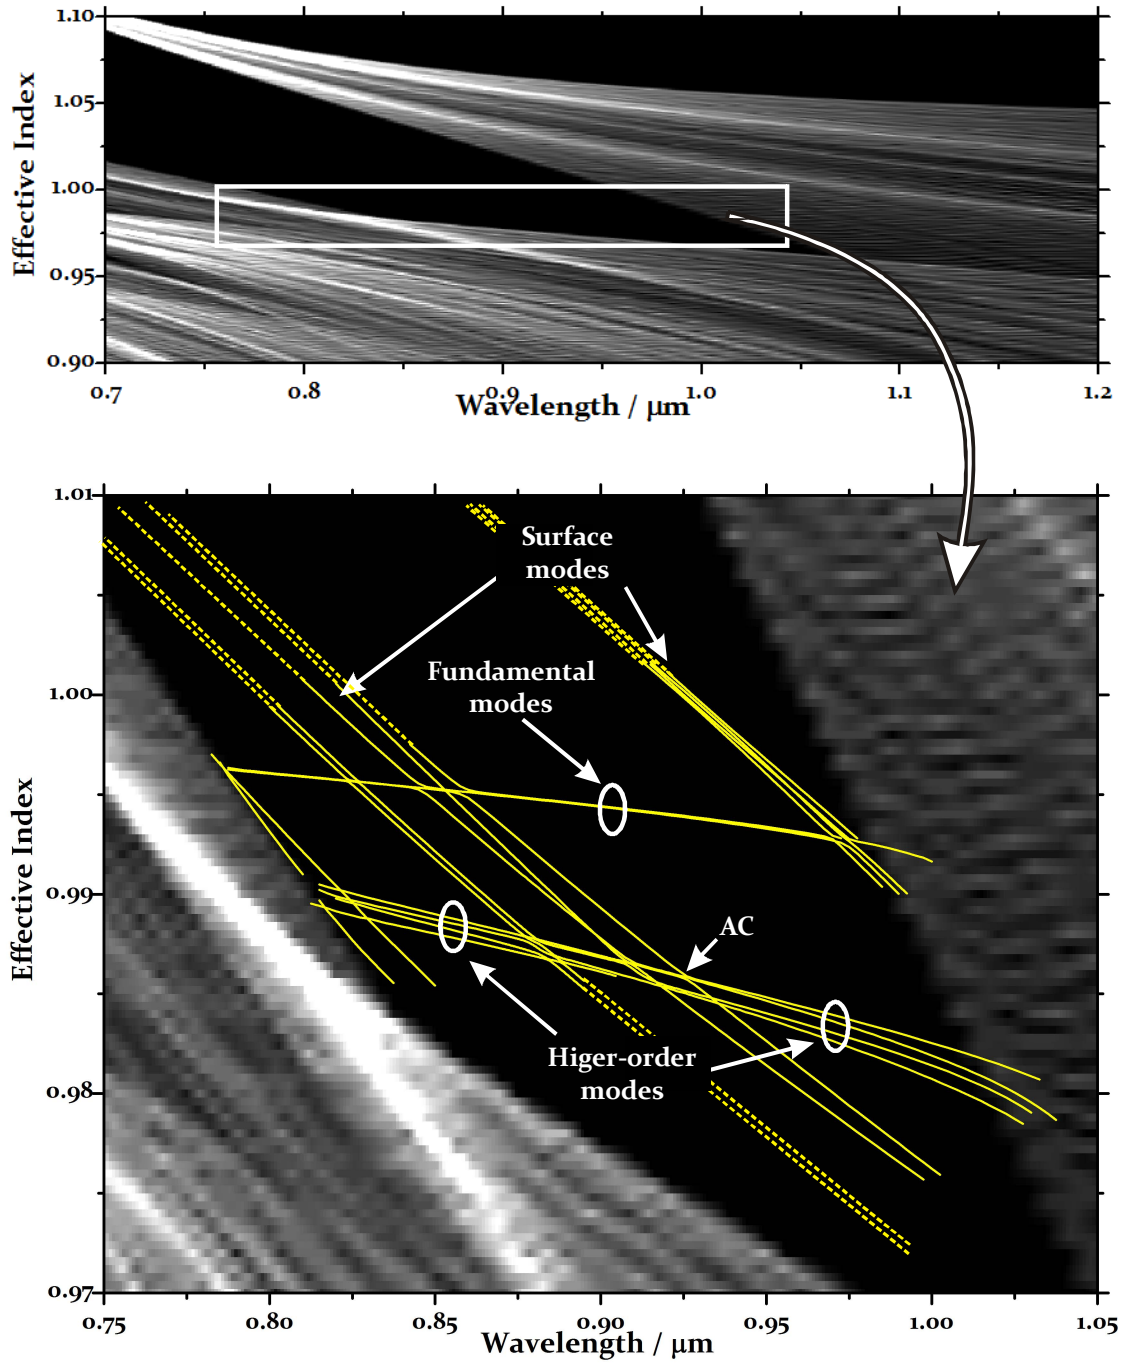 1.10
1.05
1.00
0.95
0.90
Effective Index
0.7 0.8 0.9 1.0 1.1 1.2
Wavelength / μm
1.01
1.00
0.99
0.98
0.97
Effective Index
Surface
modes
Fundamental
modes
AC
Higer-order
modes
0.75 0.80 0.85 0.90 0.95 1.00 1.05
Wavelength / μm